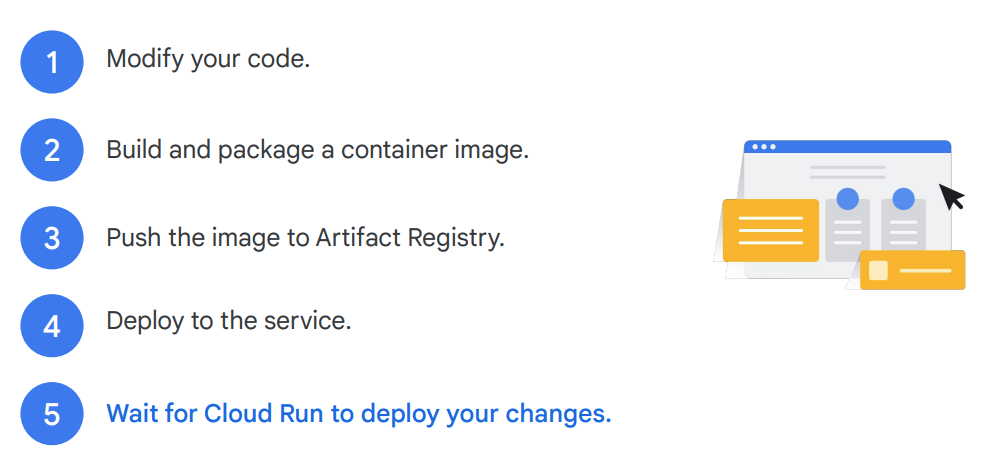 1 Modify your code.
2 Build and package a container image.
3 Push the image to Artifact Registry.
4 Deploy to the service.
5 Wait for Cloud Run to deploy your changes.